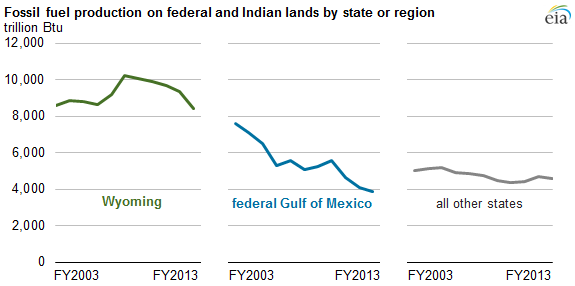 Fossil fuel production on federal and Indian lands by state or region
trillion Btu
eia
12,000
10,000
8,000
6,000
4,000
2,000
0
Wyoming
federal Gulf of Mexico
all other states
FY2003 FY2013
FY2003 FY2013
FY2003 FY2013